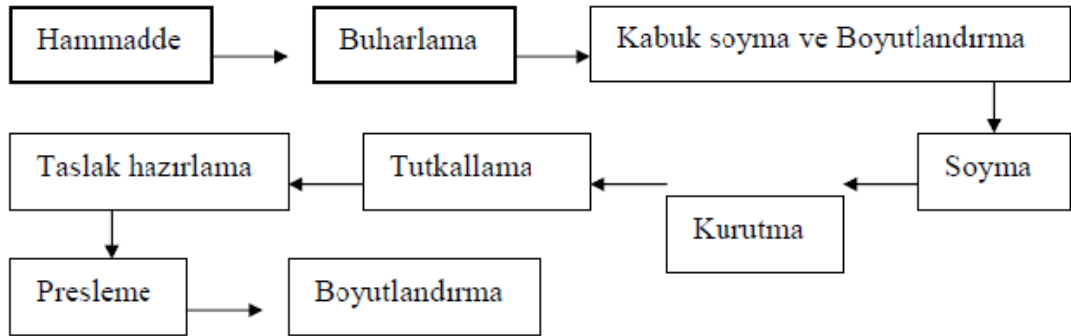 Hammadde
Buharlama
Kabuk soyma ve Boyutlandırma
Soyma
Kurutma
Tutkallama
Taslak hazırlama
Presleme
Boyutlandırma